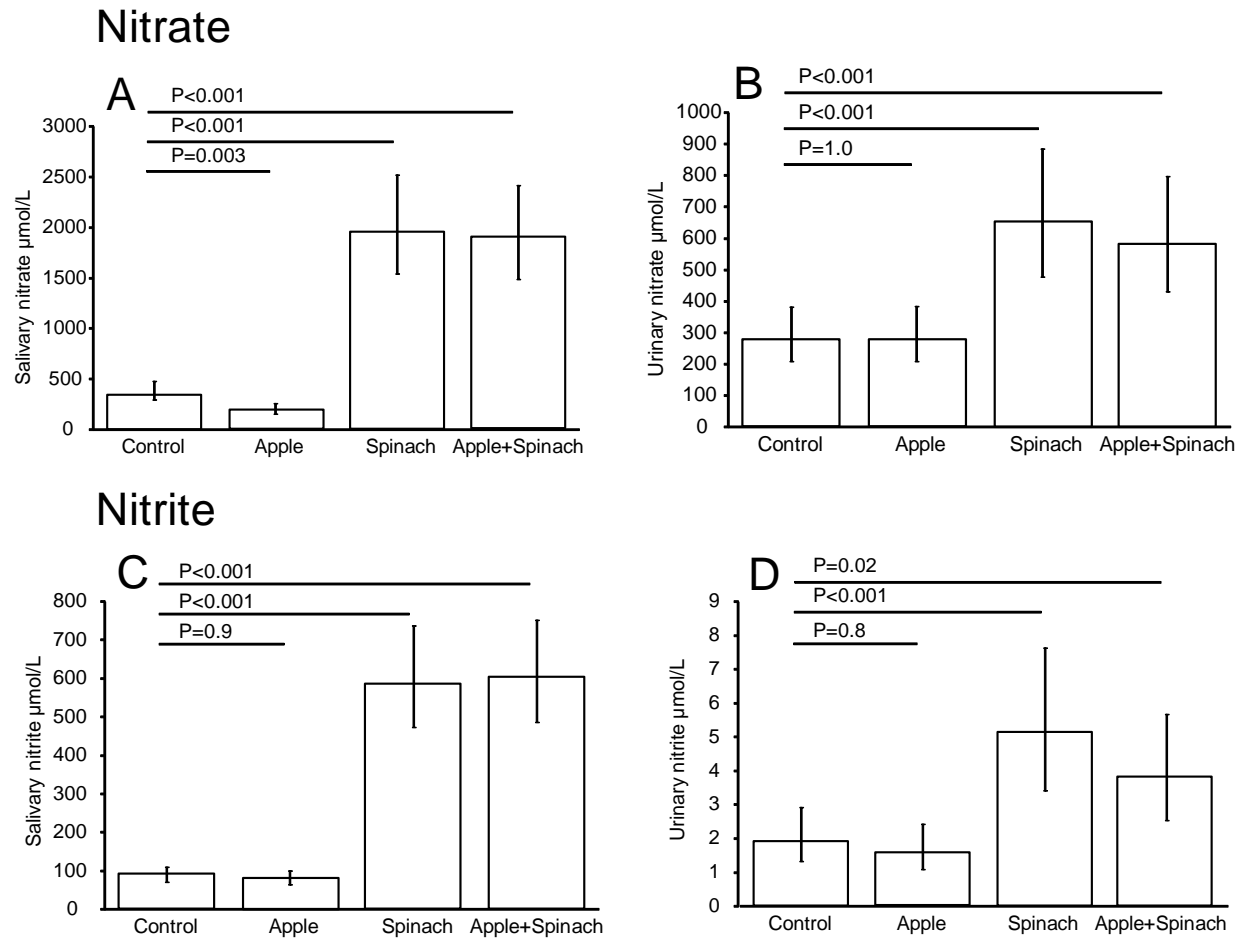 Nitrate
A
P<0.001
P<0.001
P=0.003
3000
2500
2000
1500
1000
500
0
Salivary nitrate µmol/L
Control Apple Spinach Apple+Spinach
B
P<0.001
P<0.001
P=1.0
1000
900
800
700
600
500
400
300
200
100
0
Urinary nitrate µmol/L
Control Apple Spinach Apple+Spinach
Nitrite
C
P<0.001
P<0.001
P=0.9
800
700
600
500
400
300
200
100
0
Salivary nitrite µmol/L
Control Apple Spinach Apple+Spinach
D
P=0.02
P<0.001
P=0.8
9
8
7
6
5
4
3
2
1
0
Urinary nitrite µmol/L
Control Apple Spinach Apple+Spinach